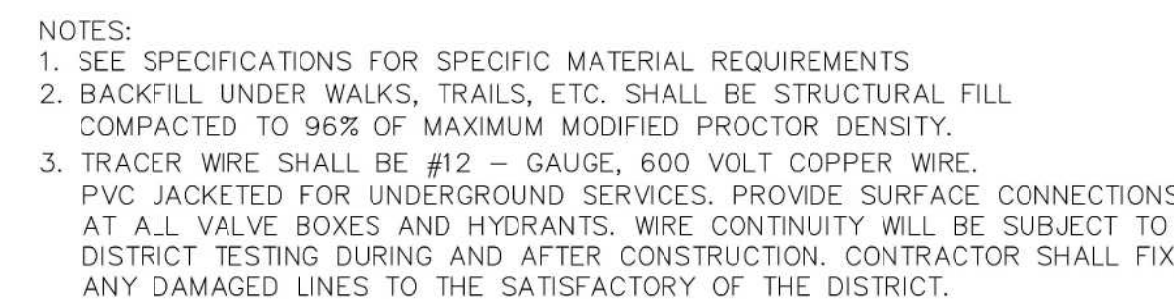 NOTES:
1. SEE SPECIFICATIONS FOR SPECIFIC MATERIAL REQUIREMENTS
2. BACKFILL UNDER WALKS, TRAILS, ETC. SHALL BE STRUCTURAL FILL
COMPACTED TO 96% OF MAXIMUM MODIFIED PROCTOR DENSITY.
3. TRACER WIRE SHALL BE #12 – GAUGE, 600 VOLT COPPER WIRE.
PVC JACKETED FOR UNDERGROUND SERVICES. PROVIDE SURFACE CONNECTIONS
AT ALL VALVE BOXES AND HYDRANTS. WIRE CONTINUITY WILL BE SUBJECT TO
DISTRICT TESTING DURING AND AFTER CONSTRUCTION. CONTRACTOR SHALL FIX
ANY DAMAGED LINES TO THE SATISFACTORY OF THE DISTRICT.